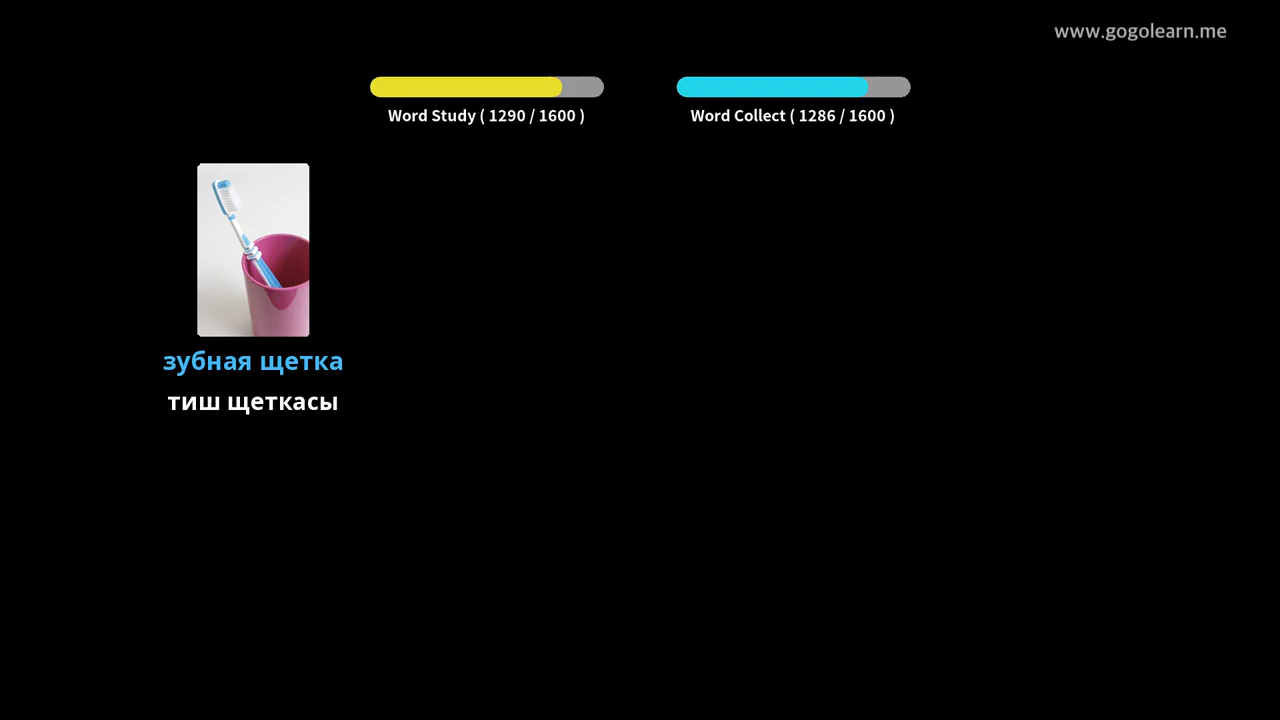 www.gogolearn.me
Word Study ( 1290 / 1600 )
Word Collect ( 1286 / 1600 )
зубная щетка
тиш щеткасы